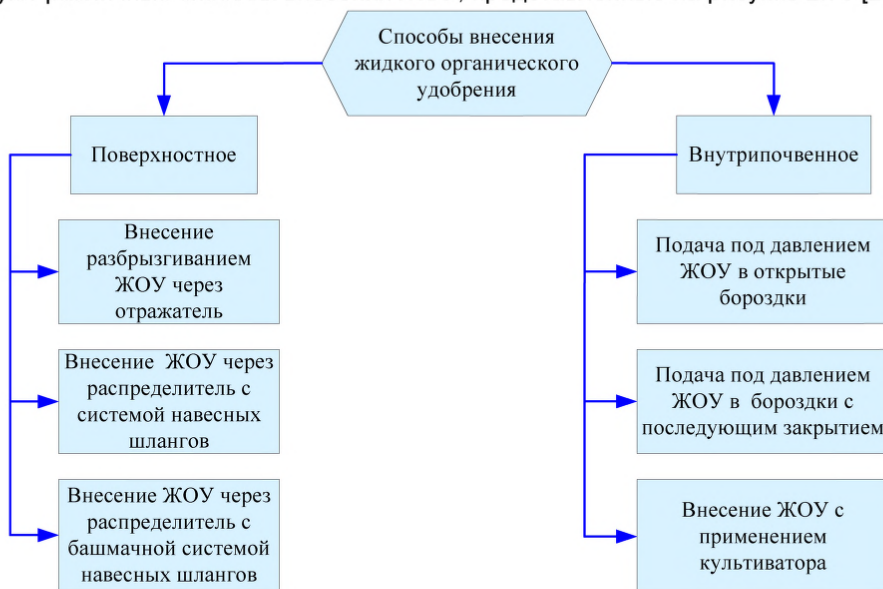 Способы внесения
жидкого органического
удобрения
Поверхностное
Внутрипочвенное
Внесение
разбрызгиванием
ЖОУ через
отражатель
Внесение ЖОУ через
распределитель с
системой навесных
шлангов
Внесение ЖОУ через
распределитель с
башмачной системой
навесных шлангов
Подача под давлением
ЖОУ в открытые
бороздки
Подача под давлением
ЖОУ в бороздки с
последующим закрытием
Внесение ЖОУ с
применением
культиватора